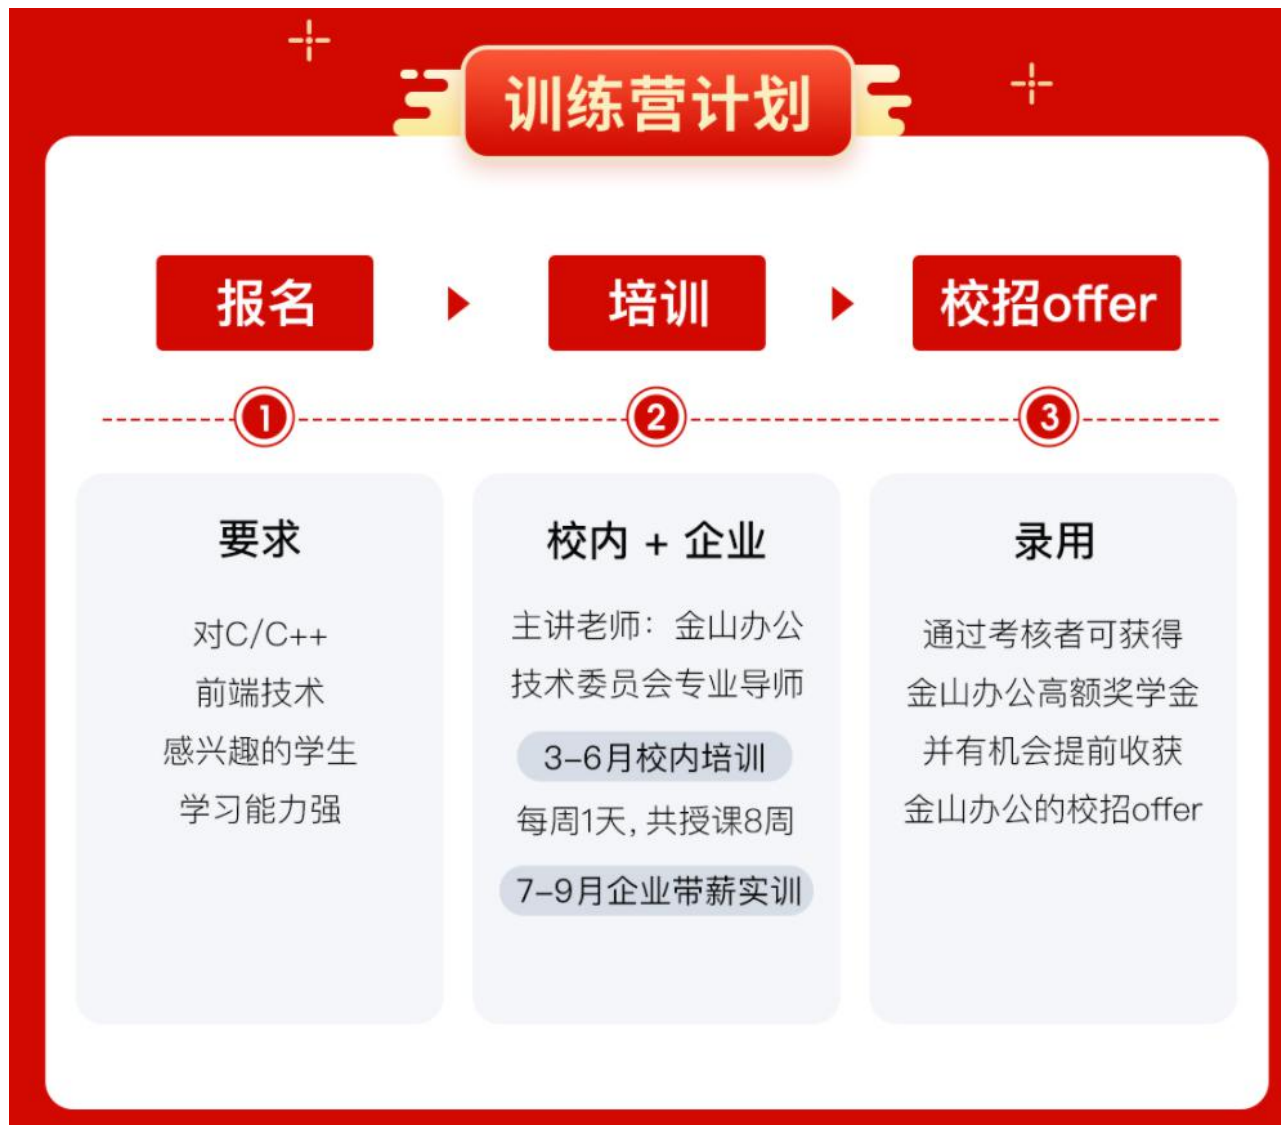 训练营计划
报名
培训
校招offer
1
2
3
要求
对C/C++
前端技术
感兴趣的学生
学习能力强
校内 + 企业
主讲老师：金山办公
技术委员会专业导师
3-6月校内培训
每周1天, 共授课8周
7-9月企业带薪实训
录用
通过考核者可获得
金山办公高额奖学金
并有机会提前收获
金山办公的校招offer